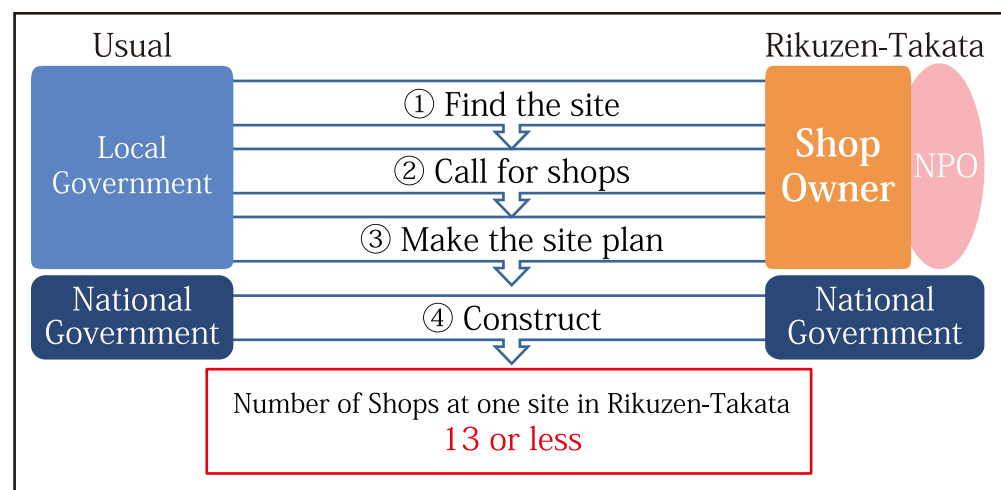 Usual
Rikuzen-Takata
Local
Government
① Find the site
② Call for shops
③ Make the site plan
Shop
Owner
NPO
National
Government
④ Construct
National
Government
Number of Shops at one site in Rikuzen-Takata
13 or less